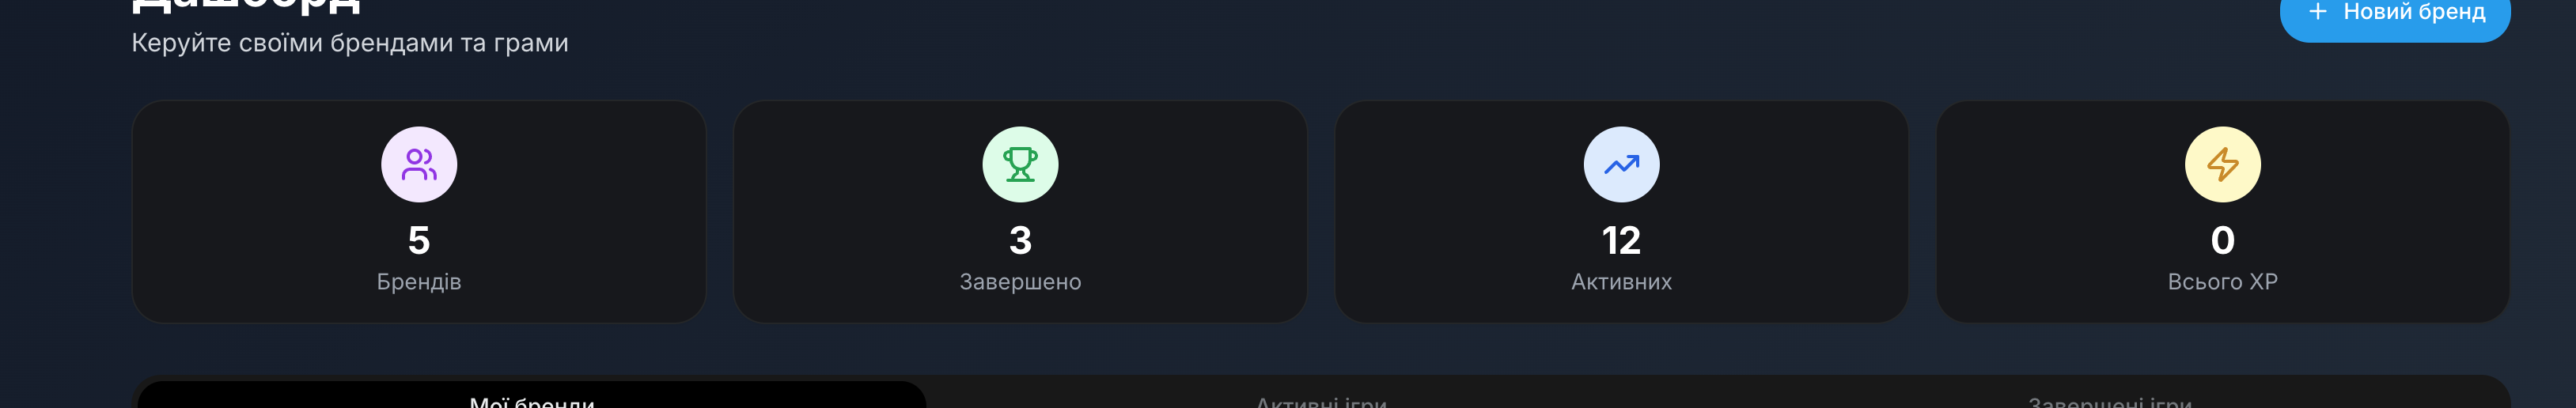 Дашборд
+ Новий бренд
Керуйте своїми брендами та грами
5
Брендів
3
Завершено
12
Активних
0
Всього XP
Мої бренди
Активні ігри
Завершені ігри